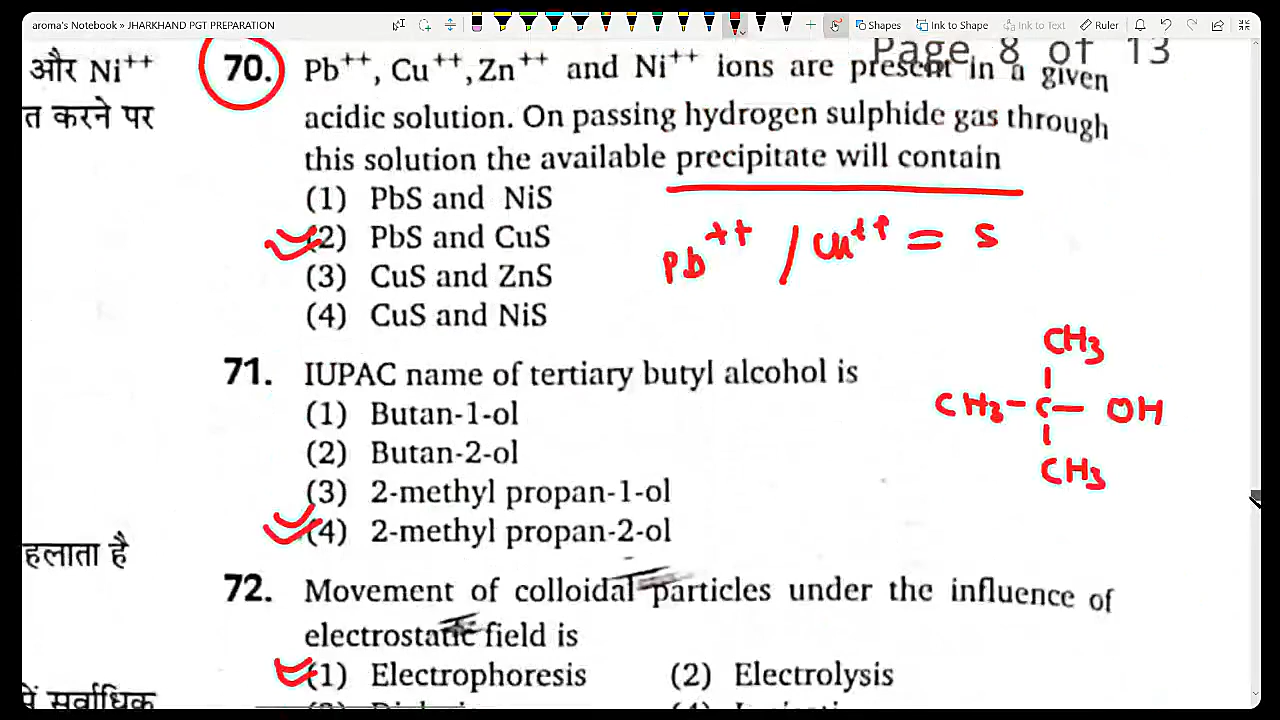 aroma's Notebook » JHARKHAND PGT PREPARATION
Shapes
Ink to Shape
Ink to Text
Ruler
Page 8 of 13
और Ni++
त करने पर
70. Pb++, Cu++, Zn++ and Ni++ ions are present in a given
acidic solution. On passing hydrogen sulphide gas through
this solution the available precipitate will contain
(1) PbS and NiS
(2) PbS and CuS
(3) CuS and ZnS
(4) CuS and NiS
Pb++ / Cu++ = S
71. IUPAC name of tertiary butyl alcohol is
(1) Butan-1-ol
(2) Butan-2-ol
(3) 2-methyl propan-1-ol
(4) 2-methyl propan-2-ol
CH3
CH3-C-OH
CH3
हलाता है
72. Movement of colloidal particles under the influence of
electrostatic field is
(1) Electrophoresis (2) Electrolysis
में सर्वाधिक